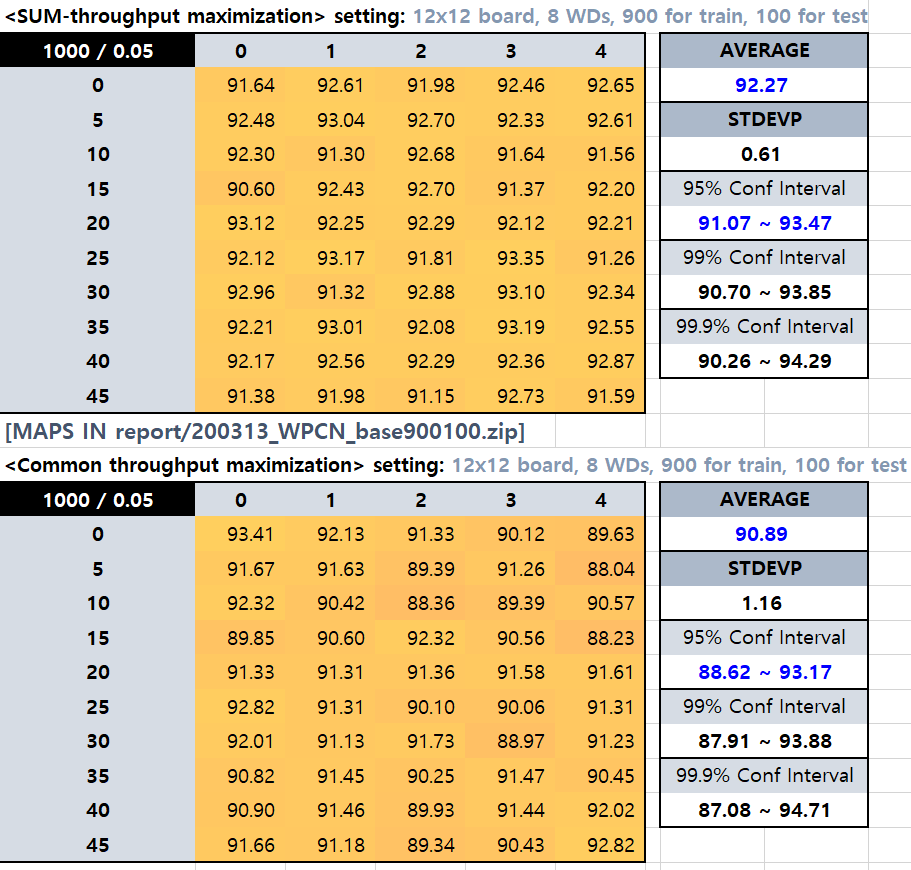 <SUM-throughput maximization> setting: 12x12 board, 8 WDs, 900 for train, 100 for test
1000 / 0.05 0 1 2 3 4 AVERAGE
0 91.64 92.61 91.98 92.46 92.65 92.27
5 92.48 93.04 92.70 92.33 92.61 STDEVP
10 92.30 91.30 92.68 91.64 91.56 0.61
15 90.60 92.43 92.70 91.37 92.20 95% Conf Interval
20 93.12 92.25 92.29 92.12 92.21 91.07 ~ 93.47
25 92.12 93.17 91.81 93.35 91.26 99% Conf Interval
30 92.96 91.32 92.88 93.10 92.34 90.70 ~ 93.85
35 92.21 93.01 92.08 93.19 92.55 99.9% Conf Interval
40 92.17 92.56 92.29 92.36 92.87 90.26 ~ 94.29
45 91.38 91.98 91.15 92.73 91.59
[MAPS IN report/200313_WPCN_base900100.zip]
<Common throughput maximization> setting: 12x12 board, 8 WDs, 900 for train, 100 for test
1000 / 0.05 0 1 2 3 4 AVERAGE
0 93.41 92.13 91.33 90.12 89.63 90.89
5 91.67 91.63 89.39 91.26 88.04 STDEVP
10 92.32 90.42 88.36 89.39 90.57 1.16
15 89.85 90.60 92.32 90.56 88.23 95% Conf Interval
20 91.33 91.31 91.36 91.58 91.61 88.62 ~ 93.17
25 92.82 91.31 90.10 90.06 91.31 99% Conf Interval
30 92.01 91.13 91.73 88.97 91.23 87.91 ~ 93.88
35 90.82 91.45 90.25 91.47 90.45 99.9% Conf Interval
40 90.90 91.46 89.93 91.44 92.02 87.08 ~ 94.71
45 91.66 91.18 89.34 90.43 92.82